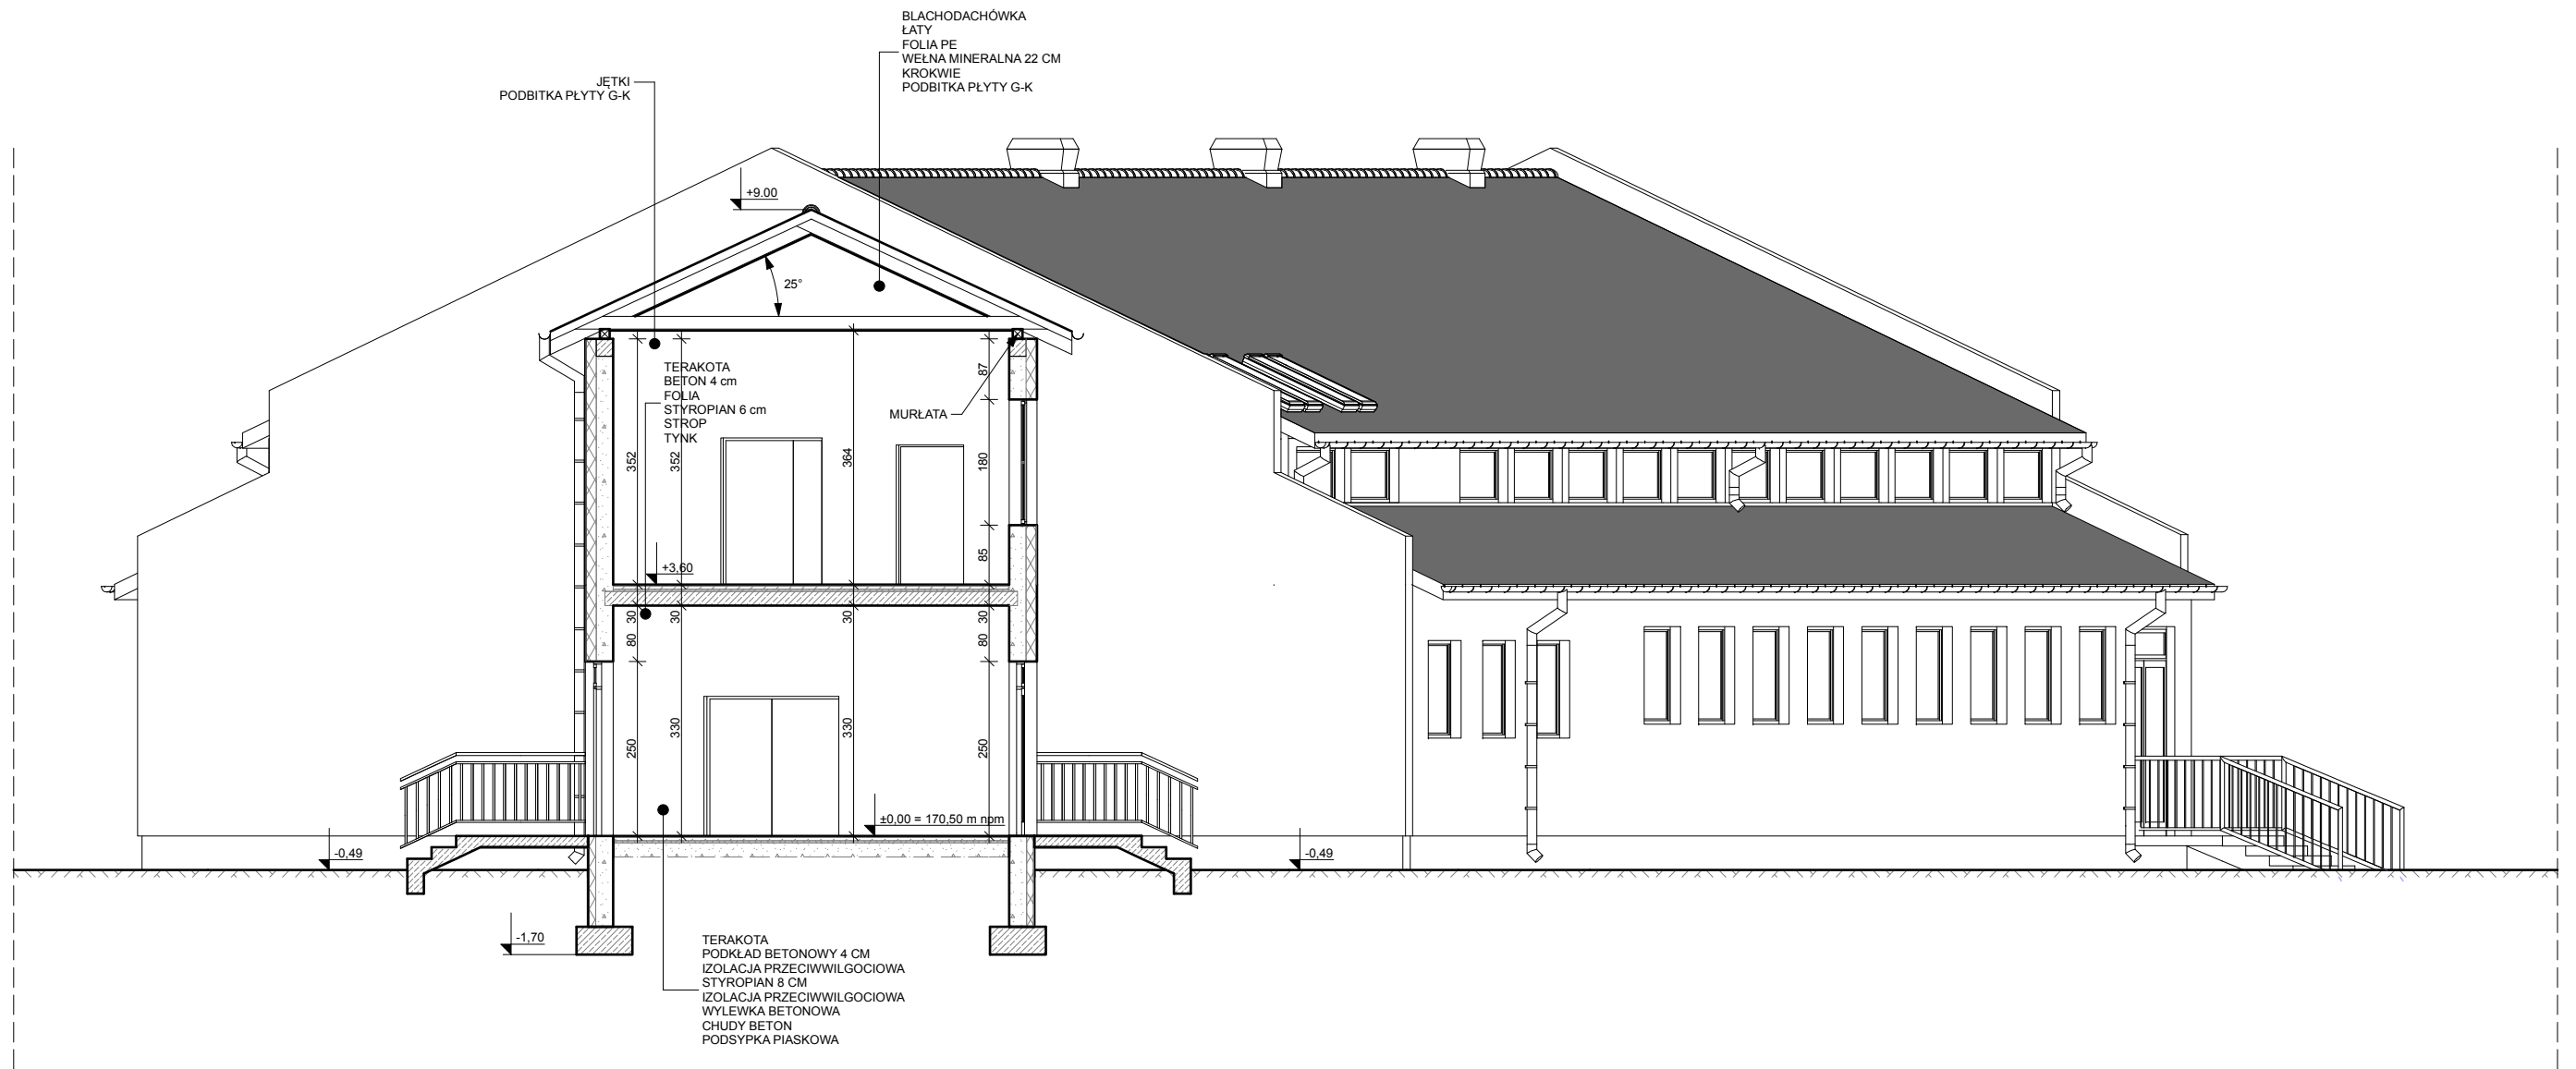 BLACHODACHÓWKA
ŁATY
FOLIA PE
WEŁNA MINERALNA 22 CM
KROKWIE
PODBITKA PŁYTY G-K
JĘTKI
PODBITKA PŁYTY G-K
+9.00
25°
TERAKOTA
BETON 4 cm
FOLIA
STYROPIAN 6 cm
STROP
TYNK
MURŁATA
352
352
364
87
180
85
+3,60
30
30
30
30
80
80
250
330
330
250
±0,00 = 170,50 m npm
-0,49
-0,49
-1,70
TERAKOTA
PODKŁAD BETONOWY 4 CM
IZOLACJA PRZECIWWILGOCIOWA
STYROPIAN 8 CM
IZOLACJA PRZECIWWILGOCIOWA
WYLEWKA BETONOWA
CHUDY BETON
PODSYPKA PIASKOWA